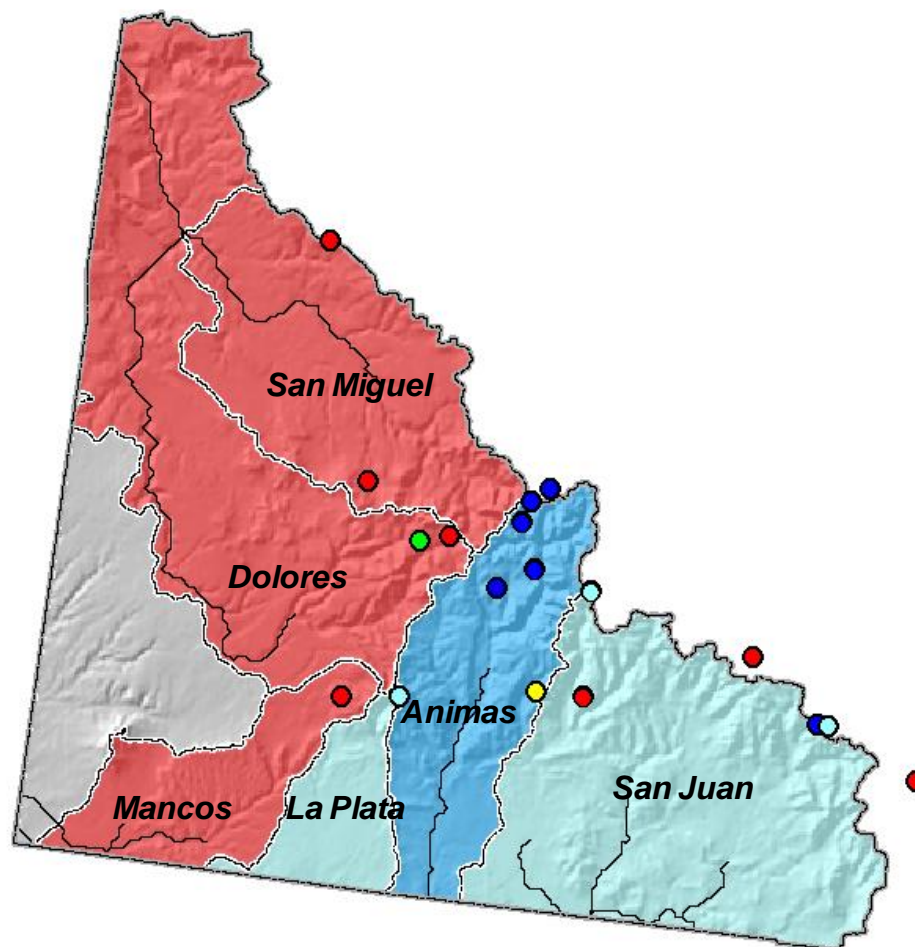 San Miguel
Dolores
Animas
Mancos
La Plata
San Juan